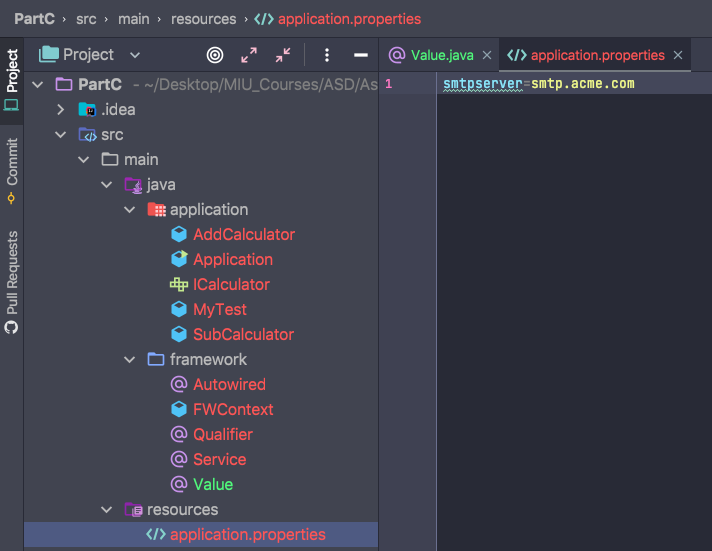 PartC › src › main › resources › application.properties
Project
Commit
Pull Requests
Project
Value.java
application.properties
PartC - ~/Desktop/MIU_Courses/ASD/As
.idea
src
main
java
application
AddCalculator
Application
ICalculator
MyTest
SubCalculator
framework
Autowired
FWContext
Qualifier
Service
Value
resources
application.properties
1 smtpserver=smtp.acme.com